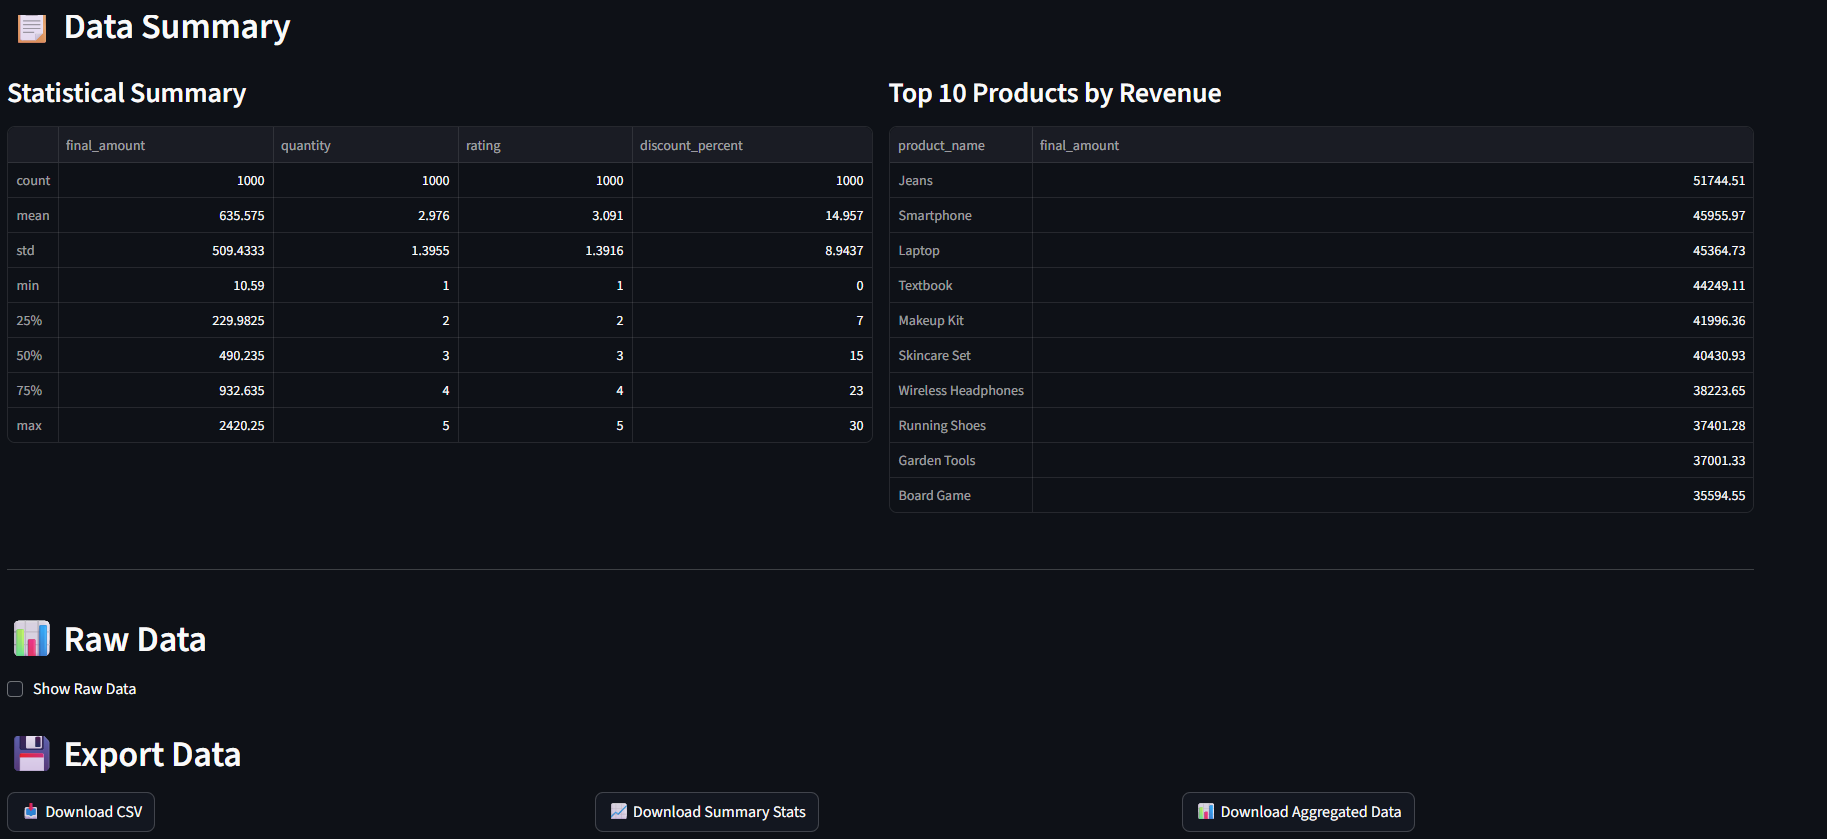 Data Summary
Statistical Summary
final_amount quantity rating discount_percent
count 1000 1000 1000 1000
mean 635.575 2.976 3.091 14.957
std 509.4333 1.3955 1.3916 8.9437
min 10.59 1 1 0
25% 229.9825 2 2 7
50% 490.235 3 3 15
75% 932.635 4 4 23
max 2420.25 5 5 30
Top 10 Products by Revenue
product_name final_amount
Jeans 51744.51
Smartphone 45955.97
Laptop 45364.73
Textbook 44249.11
Makeup Kit 41996.36
Skincare Set 40430.93
Wireless Headphones 38223.65
Running Shoes 37401.28
Garden Tools 37001.33
Board Game 35594.55
Raw Data
Show Raw Data
Export Data
Download CSV
Download Summary Stats
Download Aggregated Data